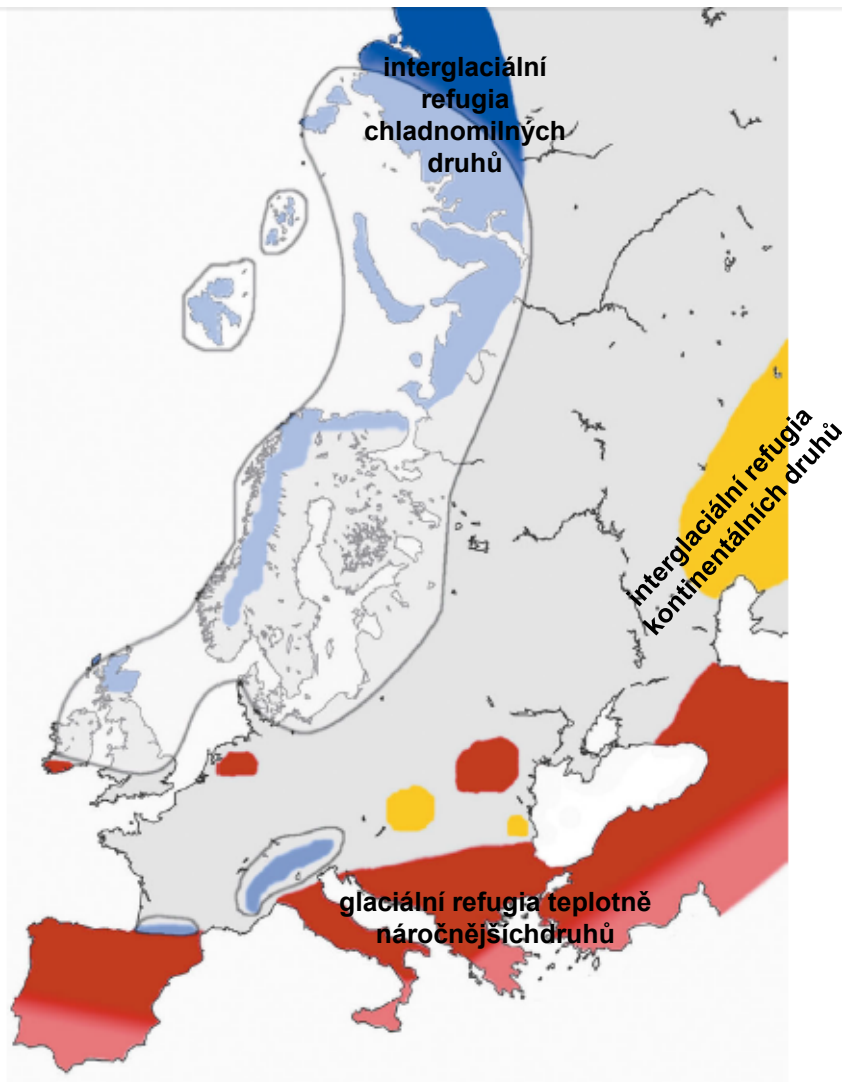 interglaciální
refugia
chladnomilných
druhů
interglaciální refugia
kontinentálních druhů
glaciální refugia teplotně
náročnějšíchdruhů